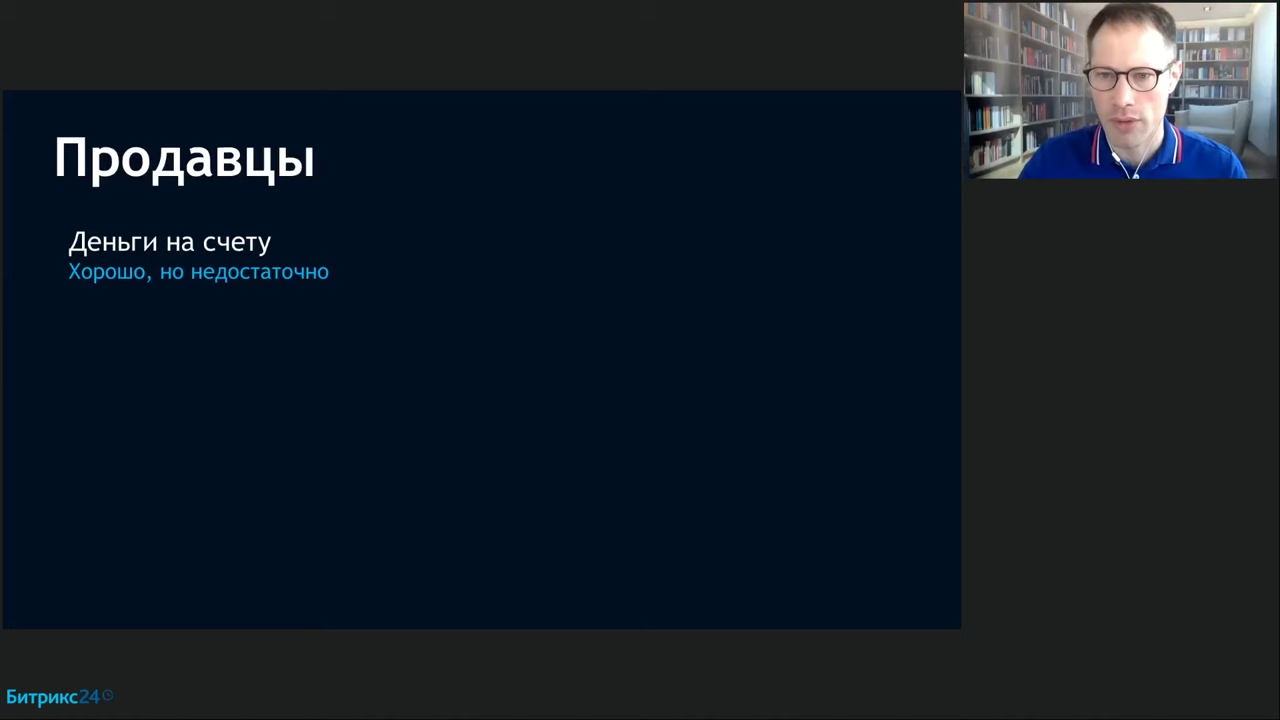 Продавцы
Деньги на счету
Хорошо, но недостаточно
Битрикс24